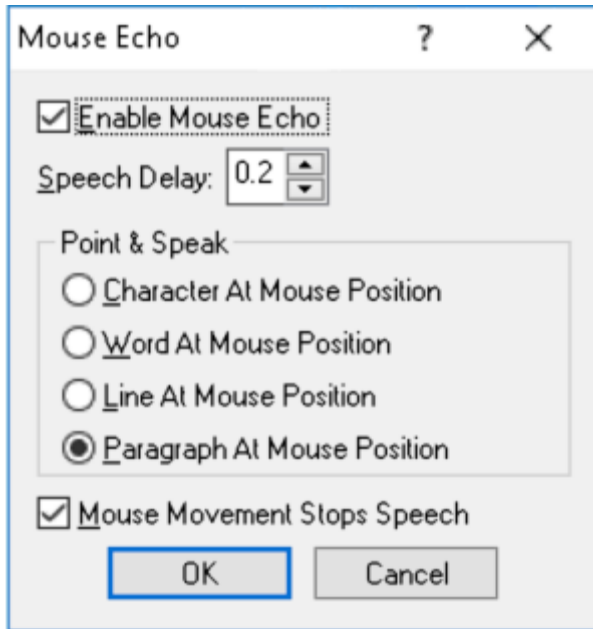 Mouse Echo
Enable Mouse Echo
Speech Delay: 0.2
Point & Speak
Character At Mouse Position
Word At Mouse Position
Line At Mouse Position
Paragraph At Mouse Position
Mouse Movement Stops Speech
OK Cancel